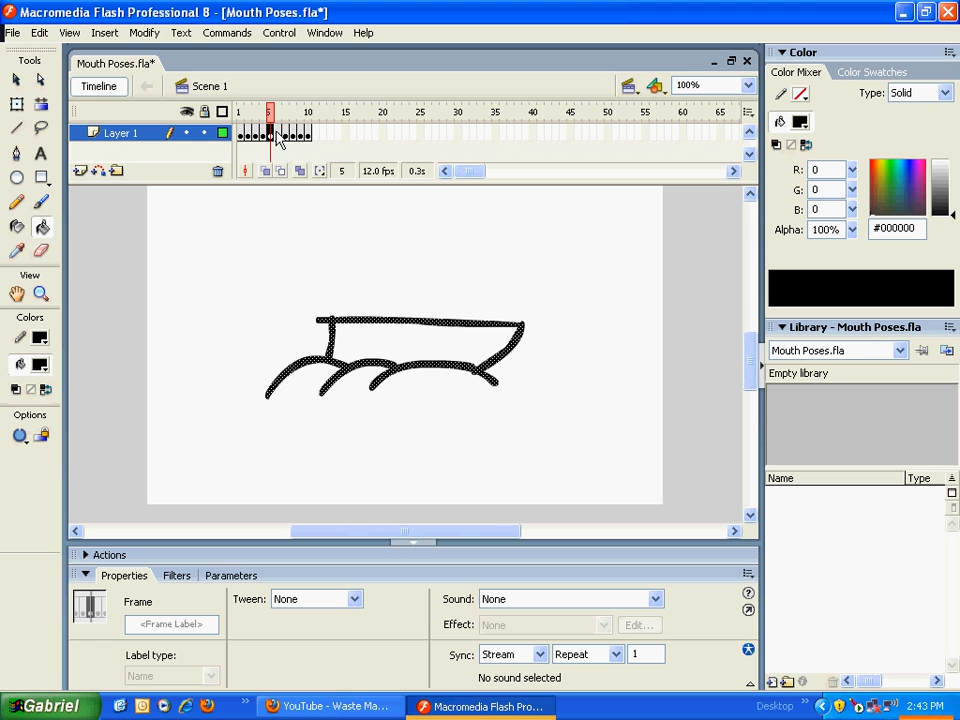 Macromedia Flash Professional 8 - [Mouth Poses.fla*]
File Edit View Insert Modify Text Commands Control Window Help
Tools
View
Colors
Options
Mouth Poses.fla*
Timeline
Scene 1
100%
1 5 10 15 20 25 30 35 40 45 50 55 60 65
Layer 1
5 12.0 fps 0.3s
Actions
Properties Filters Parameters
Frame
<Frame Label>
Label type:
Name
Tween: None
Sound: None
Effect: None Edit...
Sync: Stream Repeat 1
No sound selected
Color
Color Mixer Color Swatches
Type: Solid
R: 0
G: 0
B: 0
Alpha: 100% #000000
Library - Mouth Poses.fla
Mouth Poses.fla
Empty library
Name Type
Gabriel
YouTube - Waste Ma...
Macromedia Flash Pro...
Desktop
2:43 PM